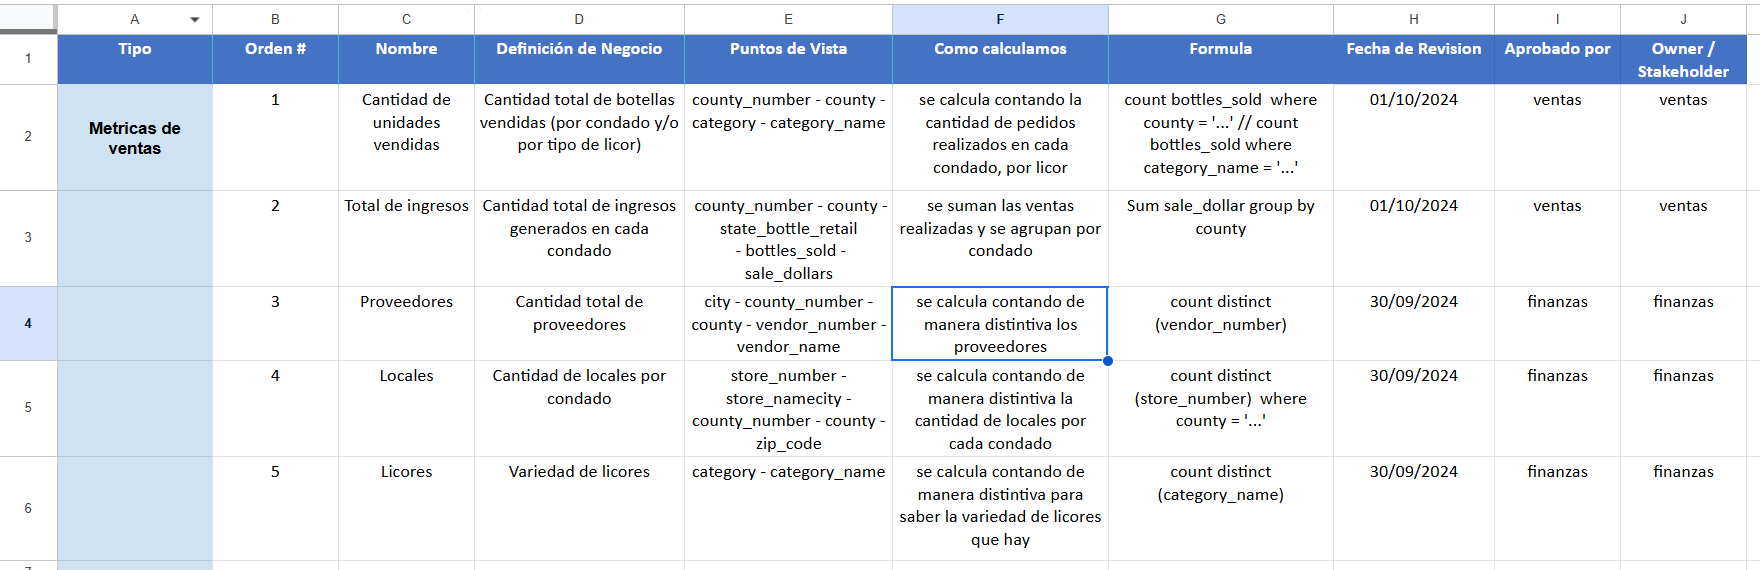 A B C D E F G H I J
1 Tipo Orden # Nombre Definición de Negocio Puntos de Vista Como calculamos Formula Fecha de Revision Aprobado por Owner /
Stakeholder
2
Metricas de
ventas
1
Cantidad de
unidades
vendidas
Cantidad total de botellas
vendidas (por condado y/o
por tipo de licor)
county_number - county -
category - category_name
se calcula contando la
cantidad de pedidos
realizados en cada
condado, por licor
count bottles_sold where
county = '...' // count
bottles_sold where
category_name = '...'
01/10/2024
ventas
ventas
3
2
Total de ingresos
Cantidad total de ingresos
generados en cada
condado
county_number - county -
state_bottle_retail
- bottles_sold -
sale_dollars
se suman las ventas
realizadas y se agrupan por
condado
Sum sale_dollar group by
county
01/10/2024
ventas
ventas
4
3
Proveedores
Cantidad total de
proveedores
city - county_number -
county - vendor_number -
vendor_name
se calcula contando de
manera distintiva los
proveedores
count distinct
(vendor_number)
30/09/2024
finanzas
finanzas
5
4
Locales
Cantidad de locales por
condado
store_number -
store_namecity -
county_number - county -
zip_code
se calcula contando de
manera distintiva la
cantidad de locales por
cada condado
count distinct
(store_number) where
county = '...'
30/09/2024
finanzas
finanzas
6
5
Licores
Variedad de licores
category - category_name
se calcula contando de
manera distintiva para
saber la variedad de licores
que hay
count distinct
(category_name)
30/09/2024
finanzas
finanzas